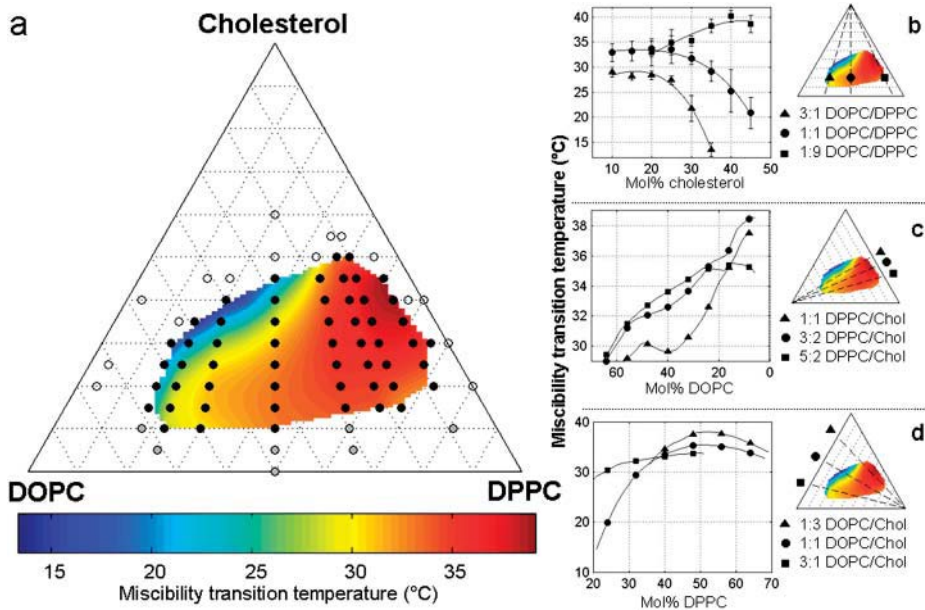 a
Cholesterol
DOPC
DPPC
15 20 25 30 35
Miscibility transition temperature (°C)
Miscibility transition temperature (°C)
b
40
35
30
25
20
15
0 10 20 30 40 50
Mol% cholesterol
▲ 3:1 DOPC/DPPC
● 1:1 DOPC/DPPC
■ 1:9 DOPC/DPPC
c
38
36
34
32
30
60 40 20 0
Mol% DOPC
▲ 1:1 DPPC/Chol
● 3:2 DPPC/Chol
■ 5:2 DPPC/Chol
d
40
30
20
10
20 30 40 50 60 70
Mol% DPPC
▲ 1:3 DOPC/Chol
● 1:1 DOPC/Chol
■ 3:1 DOPC/Chol